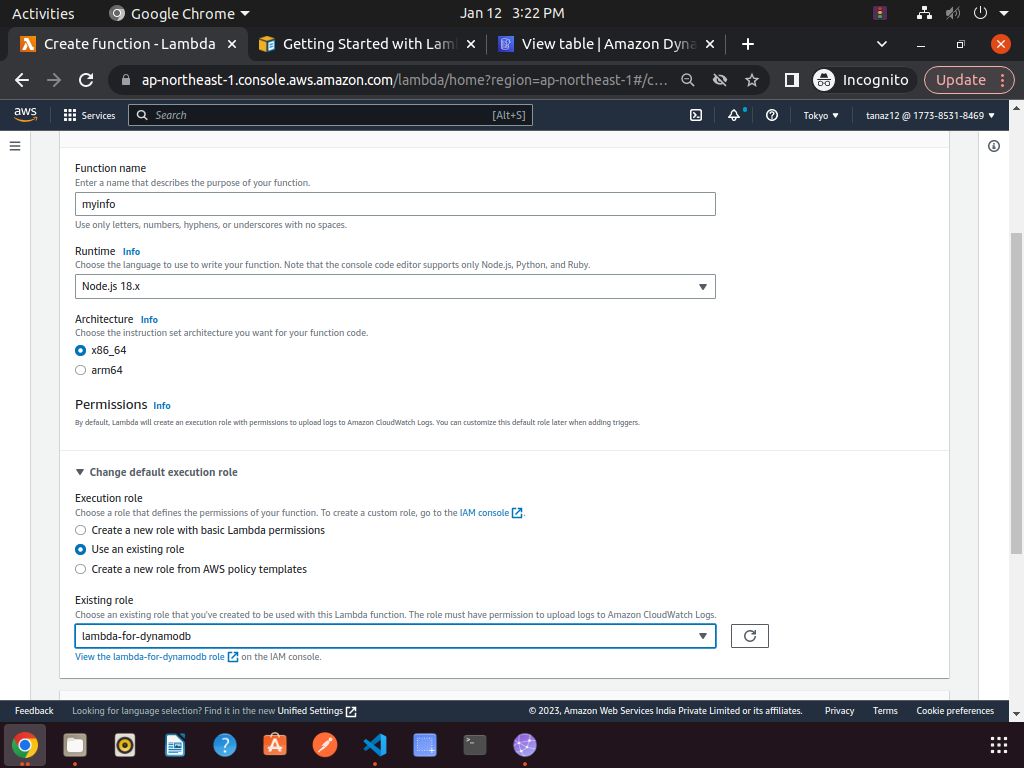 Activities Google Chrome Jan 12 3:22 PM
Create function - Lambda Getting Started with Lam View table | Amazon Dyna
ap-northeast-1.console.aws.amazon.com/lambda/home?region=ap-northeast-1#/c... Incognito Update
aws Services Search [Alt+S] Tokyo tanaz12 @ 1773-8531-8469
Function name
Enter a name that describes the purpose of your function.
myinfo
Use only letters, numbers, hyphens, or underscores with no spaces.
Runtime Info
Choose the language to use to write your function. Note that the console code editor supports only Node.js, Python, and Ruby.
Node.js 18.x
Architecture Info
Choose the instruction set architecture you want for your function code.
x86_64
arm64
Permissions Info
By default, Lambda will create an execution role with permissions to upload logs to Amazon CloudWatch Logs. You can customize this default role later when adding triggers.
Change default execution role
Execution role
Choose a role that defines the permissions of your function. To create a custom role, go to the IAM console.
Create a new role with basic Lambda permissions
Use an existing role
Create a new role from AWS policy templates
Existing role
Choose an existing role that you've created to be used with this Lambda function. The role must have permission to upload logs to Amazon CloudWatch Logs.
lambda-for-dynamodb
View the lambda-for-dynamodb role on the IAM console.
Feedback Looking for language selection? Find it in the new Unified Settings © 2023, Amazon Web Services India Private Limited or its affiliates. Privacy Terms Cookie preferences